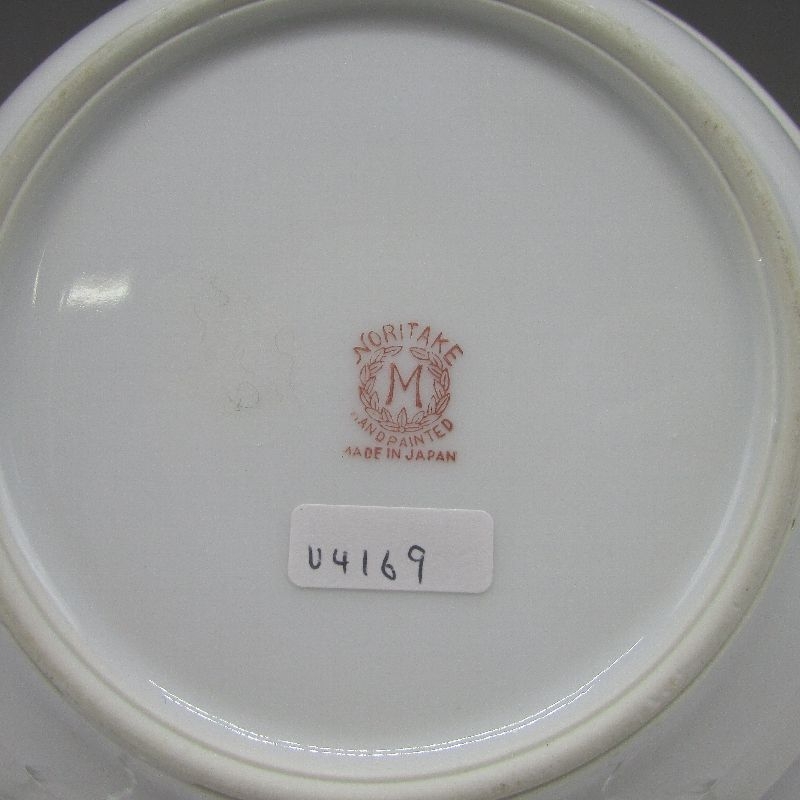 NORITAKE
M
HANDPAINTED
MADE IN JAPAN
U4169